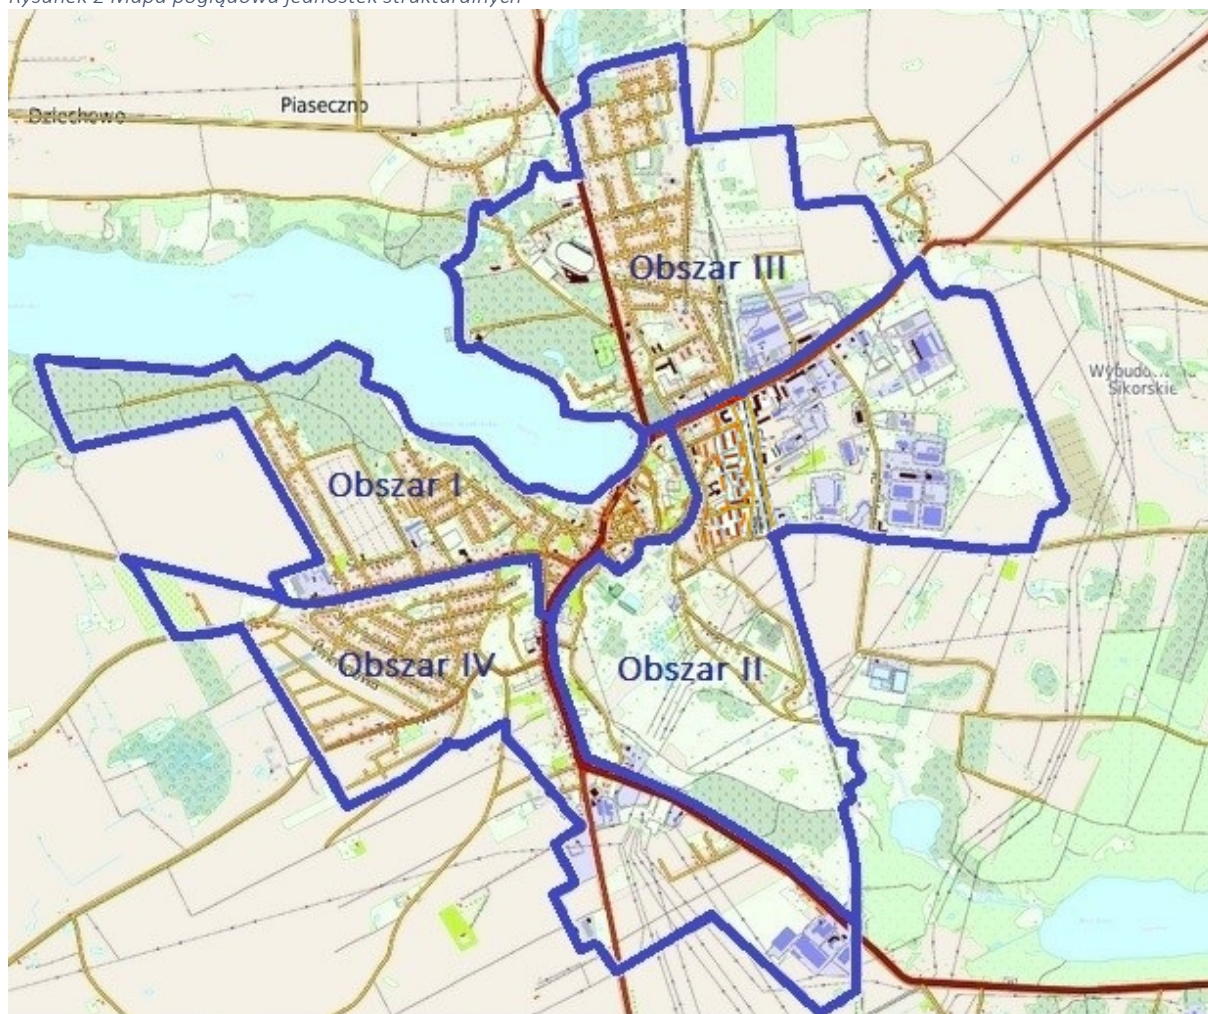 Rysunek 2 Mapa poglądowa jednostek strukturalnych
Piaseczno
Dziechowo
Obszar III
Sikorskie
Obszar I
Obszar IV
Obszar II